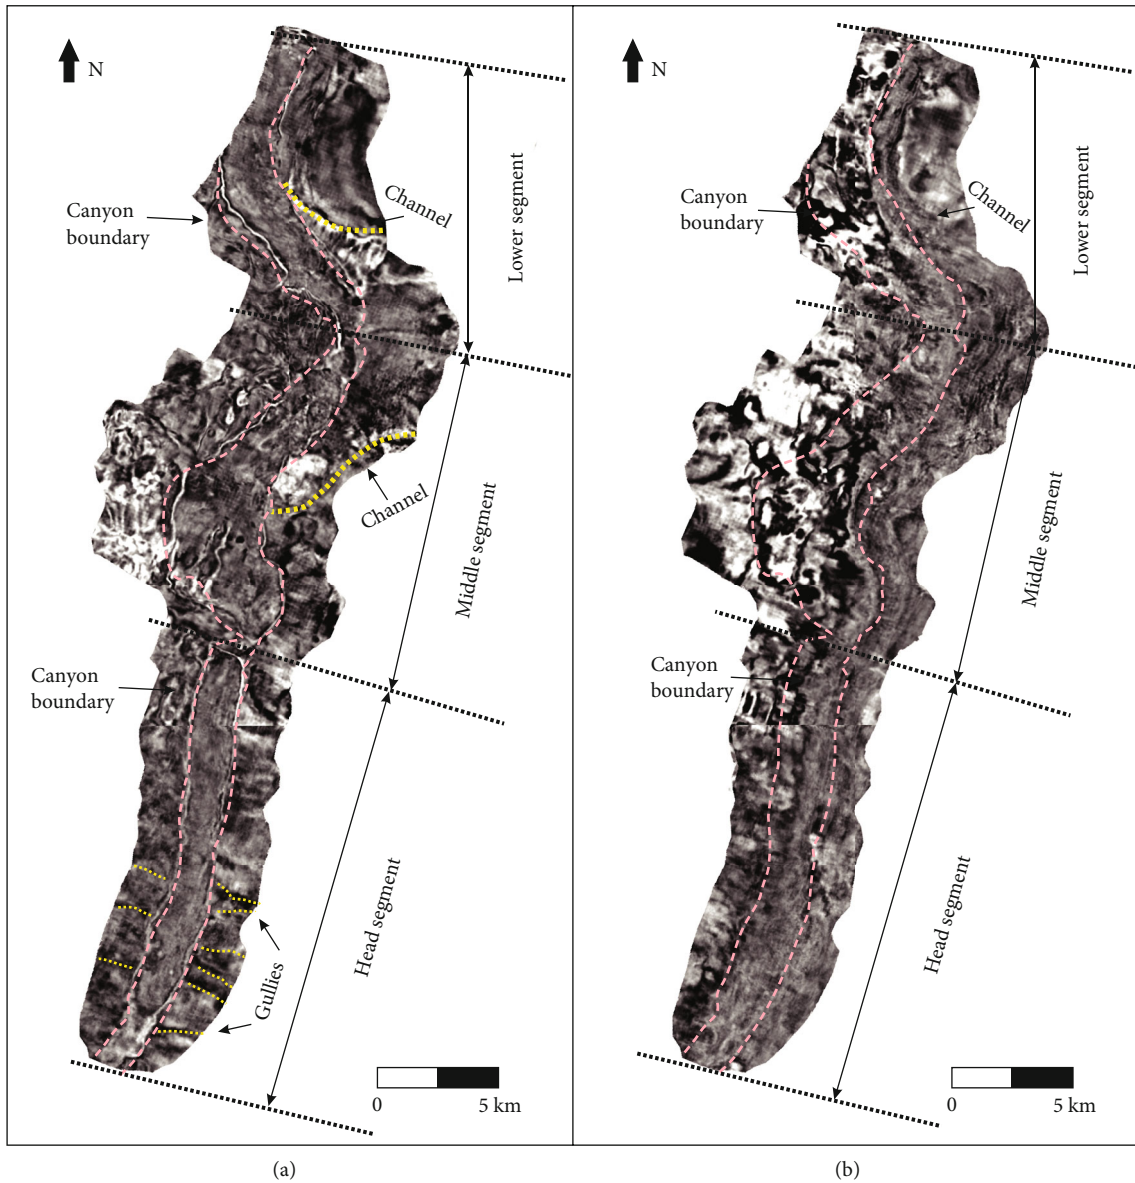 N
Canyon
boundary
Channel
Lower segment
Channel
Middle segment
Canyon
boundary
Head segment
Gullies
0
5 km
(a)
N
Canyon
boundary
Channel
Lower segment
Middle segment
Canyon
boundary
Head segment
0
5 km
(b)